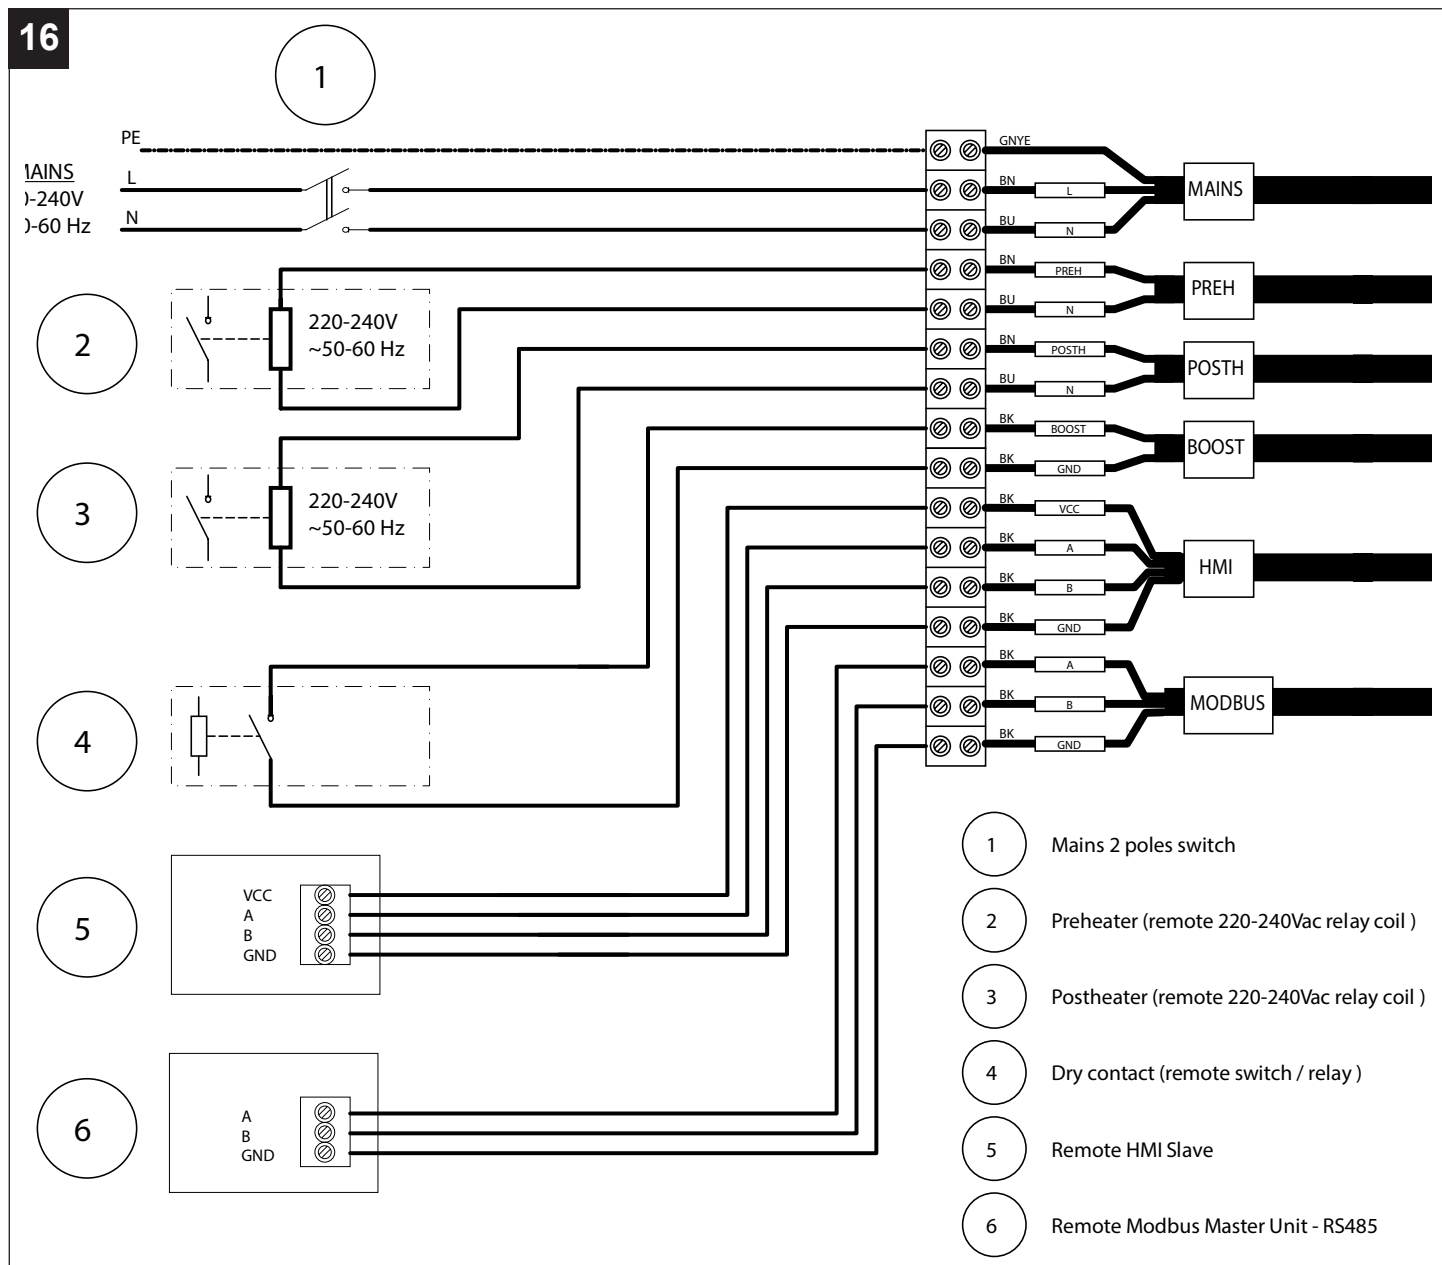 16
1
PE
L
N
2
220-240V
~50-60 Hz
3
220-240V
~50-60 Hz
4
5
VCC
A
B
GND
6
A
B
GND
GNYE
BN L
BU N
MAINS
BN PREH
BU N
PREH
BN POSTH
BU N
POSTH
BK BOOST
BK GND
BOOST
BK VCC
BK A
BK B
BK GND
HMI
BK A
BK B
BK GND
MODBUS
1 Mains 2 poles switch
2 Preheater (remote 220-240Vac relay coil )
3 Postheater (remote 220-240Vac relay coil )
4 Dry contact (remote switch / relay )
5 Remote HMI Slave
6 Remote Modbus Master Unit - RS485